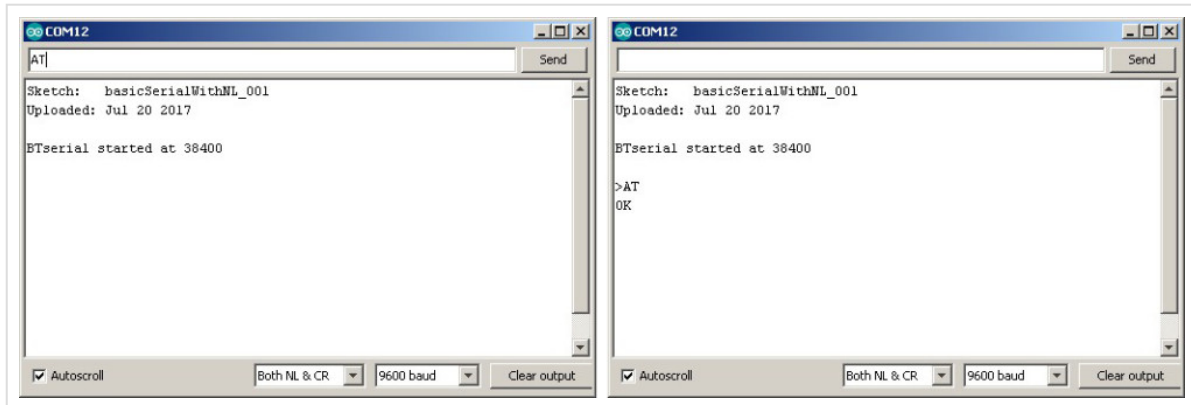 COM12
AT
Send
Sketch:   basicSerialWithNL_001
Uploaded: Jul 20 2017
BTserial started at 38400
Autoscroll
Both NL & CR
9600 baud
Clear output
COM12
Send
Sketch:   basicSerialWithNL_001
Uploaded: Jul 20 2017
BTserial started at 38400
>AT
OK
Autoscroll
Both NL & CR
9600 baud
Clear output